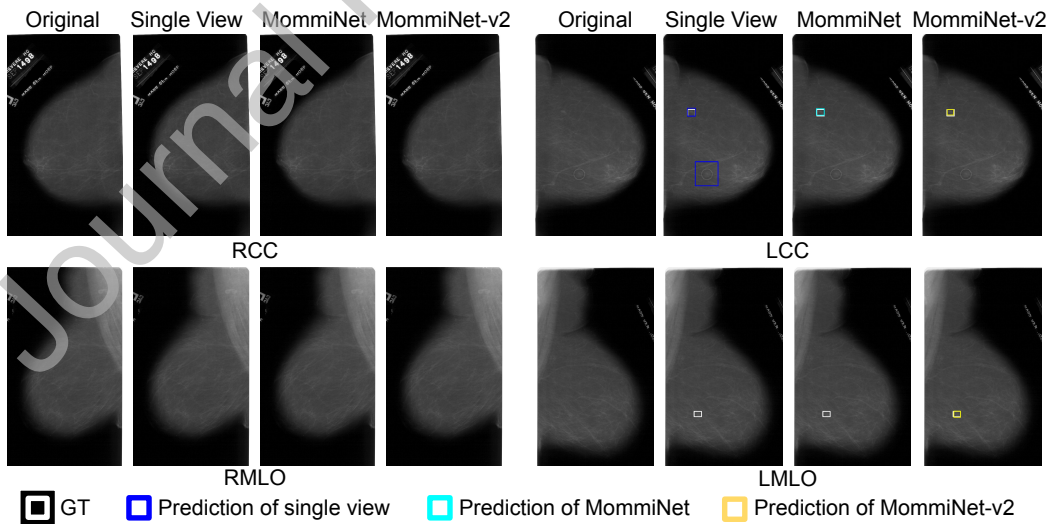 Original Single View MommiNet MommiNet-v2 Original Single View MommiNet MommiNet-v2
1498
RCC LCC
RMLO LMLO
GT Prediction of single view Prediction of MommiNet Prediction of MommiNet-v2
Journal